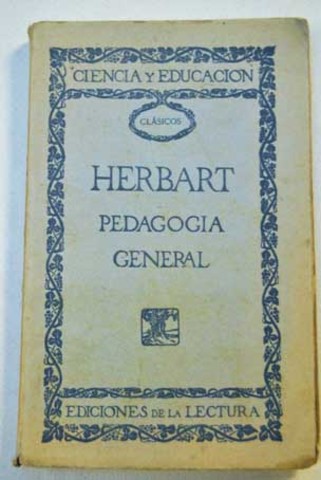 CIENCIA Y EDUCACION
CLÁSICOS
HERBART
PEDAGOGIA
GENERAL
EDICIONES DE LA LECTURA